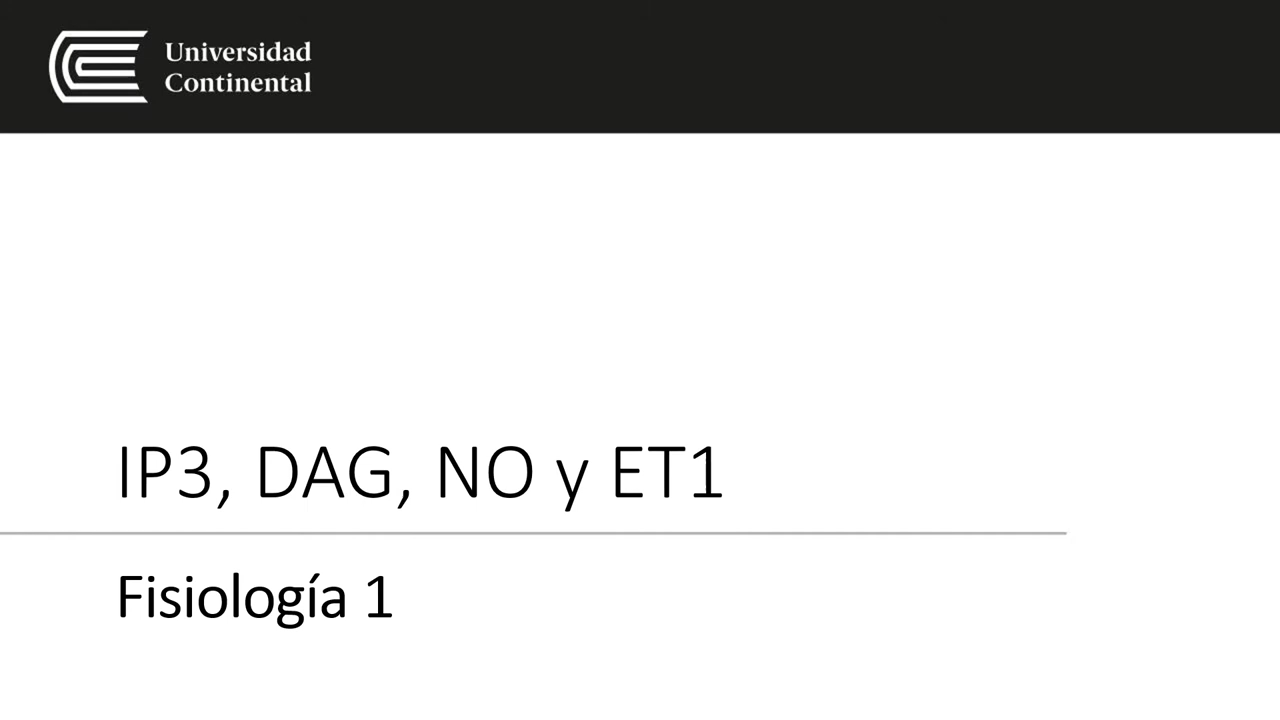 Universidad
Continental
IP3, DAG, NO y ET1
Fisiología 1